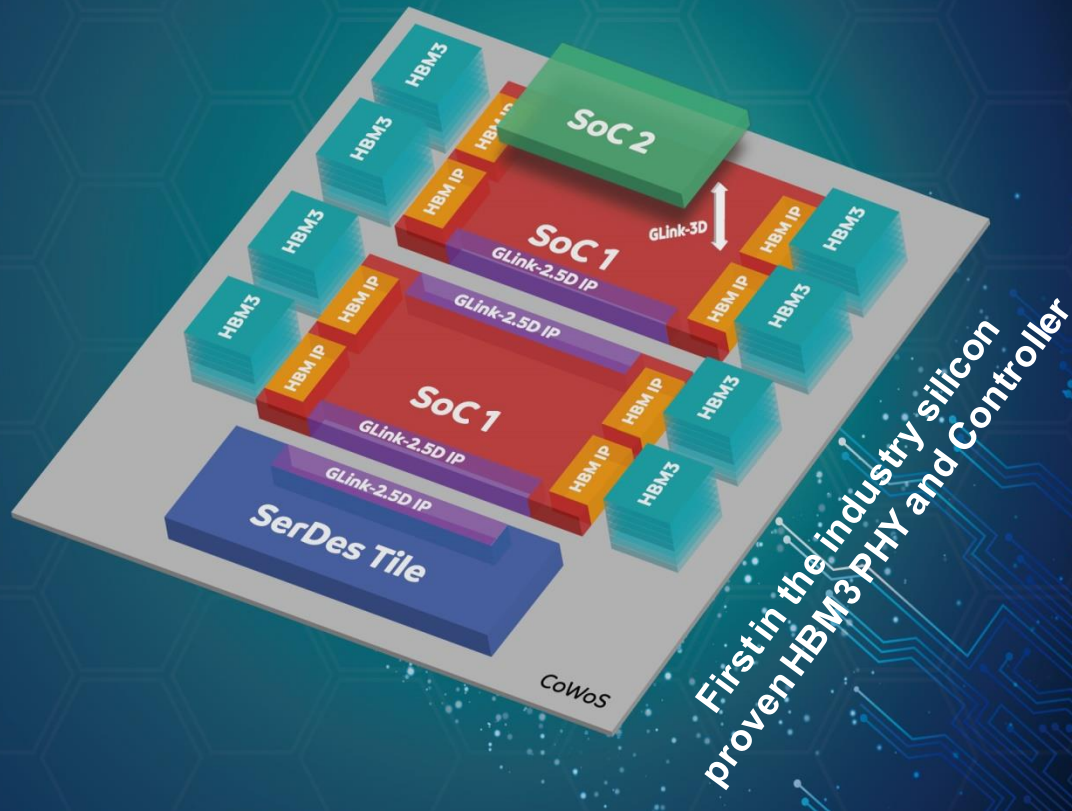 HBM3
HBM3
HBM3
HBM3
HBM IP
HBM IP
SoC 2
SoC 1
GLink-3D
GLink-2.5D IP
HBM IP
HBM3
HBM IP
HBM3
GLink-2.5D IP
HBM IP
HBM IP
SoC 1
HBM IP
HBM3
HBM IP
HBM3
GLink-2.5D IP
GLink-2.5D IP
SerDes Tile
CoWoS
First in the industry silicon
proven HBM3 PHY and Controller